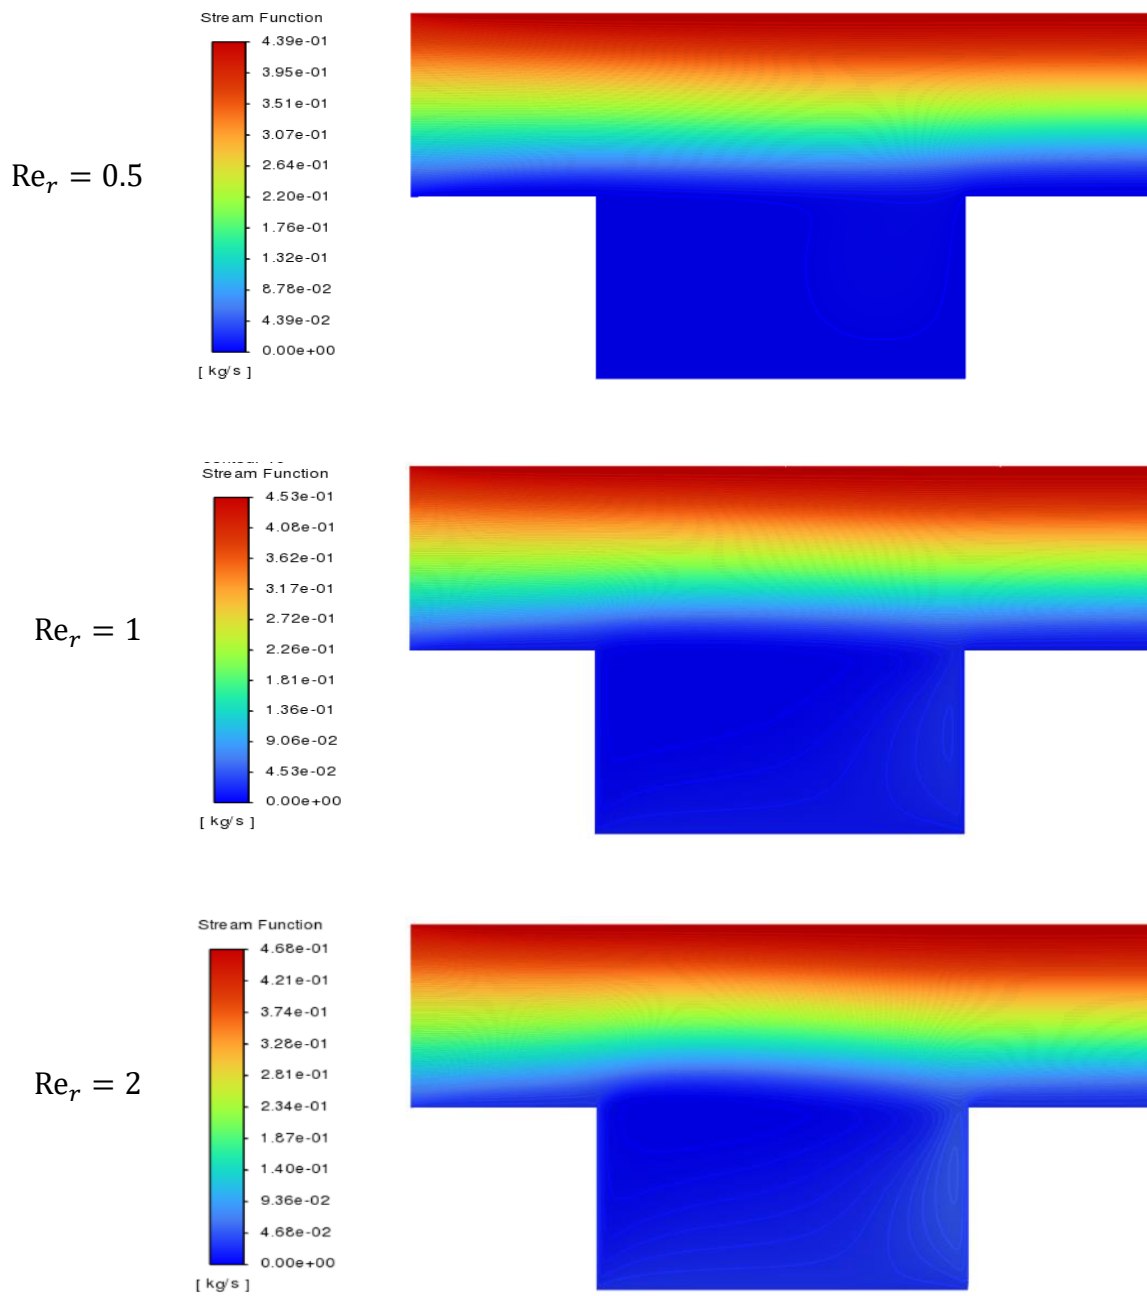 Stream Function
4.39e-01
3.95e-01
3.51e-01
3.07e-01
2.64e-01
2.20e-01
1.76e-01
1.32e-01
8.78e-02
4.39e-02
0.00e+00
[ kg/s ]
Re_r = 0.5
Stream Function
4.53e-01
4.08e-01
3.62e-01
3.17e-01
2.72e-01
2.26e-01
1.81e-01
1.36e-01
9.06e-02
4.53e-02
0.00e+00
[ kg/s ]
Re_r = 1
Stream Function
4.68e-01
4.21e-01
3.74e-01
3.28e-01
2.81e-01
2.34e-01
1.87e-01
1.40e-01
9.36e-02
4.68e-02
0.00e+00
[ kg/s ]
Re_r = 2